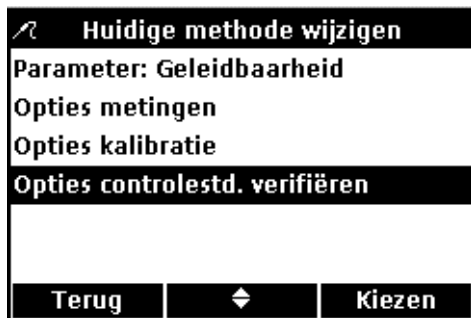 Huidige methode wijzigen
Parameter: Geleidbaarheid
Opties metingen
Opties kalibratie
Opties controlestd. verifiëren
Terug Kiezen